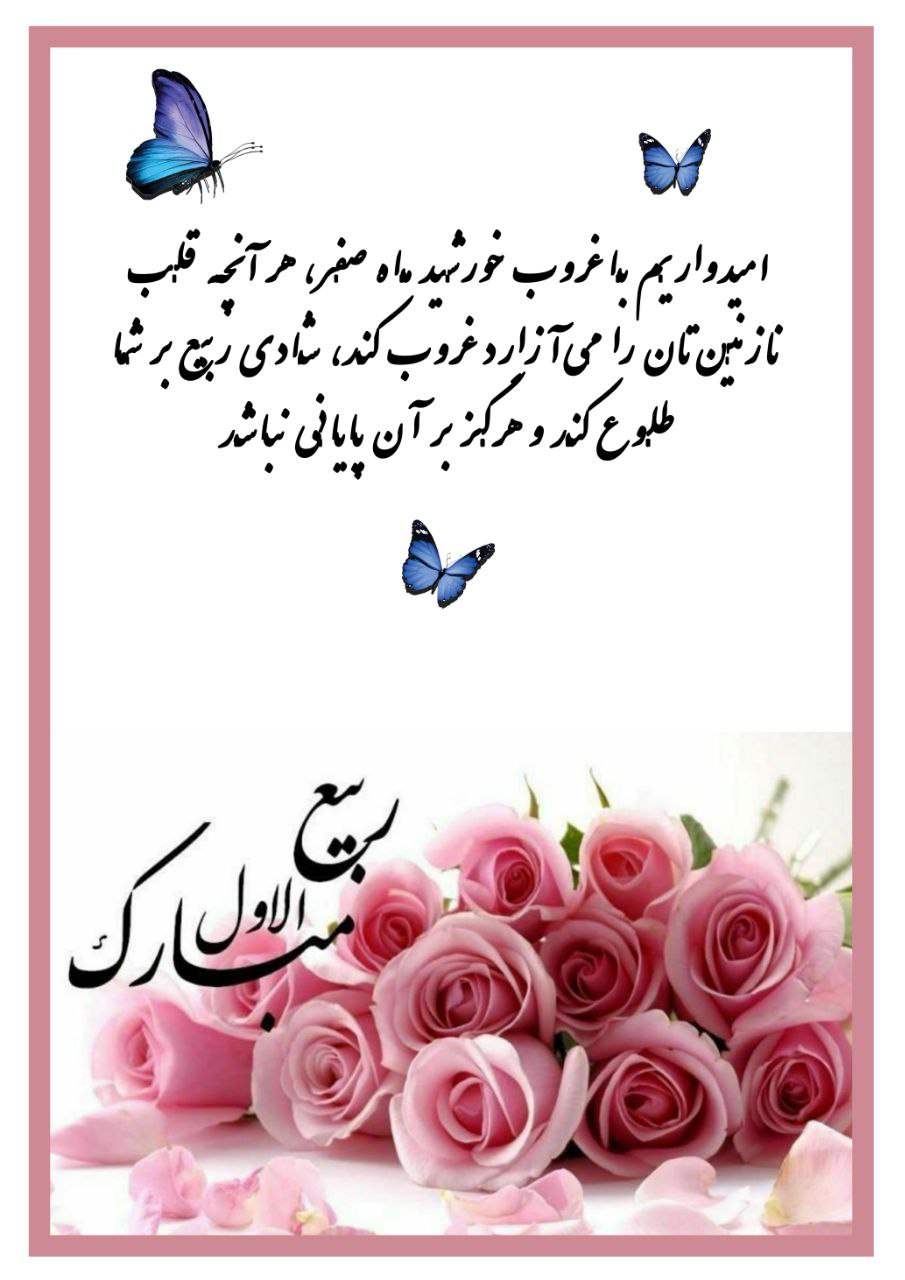 امیدواریم با غروب خورشید ماه صفر، هر آنچه قلب
نازنین‌تان را می‌آزارد غروب کند، شادی ربیع بر شما
طلوع کند و هرگز بر آن پایانی نباشد
ربیع
الاول
مبارک